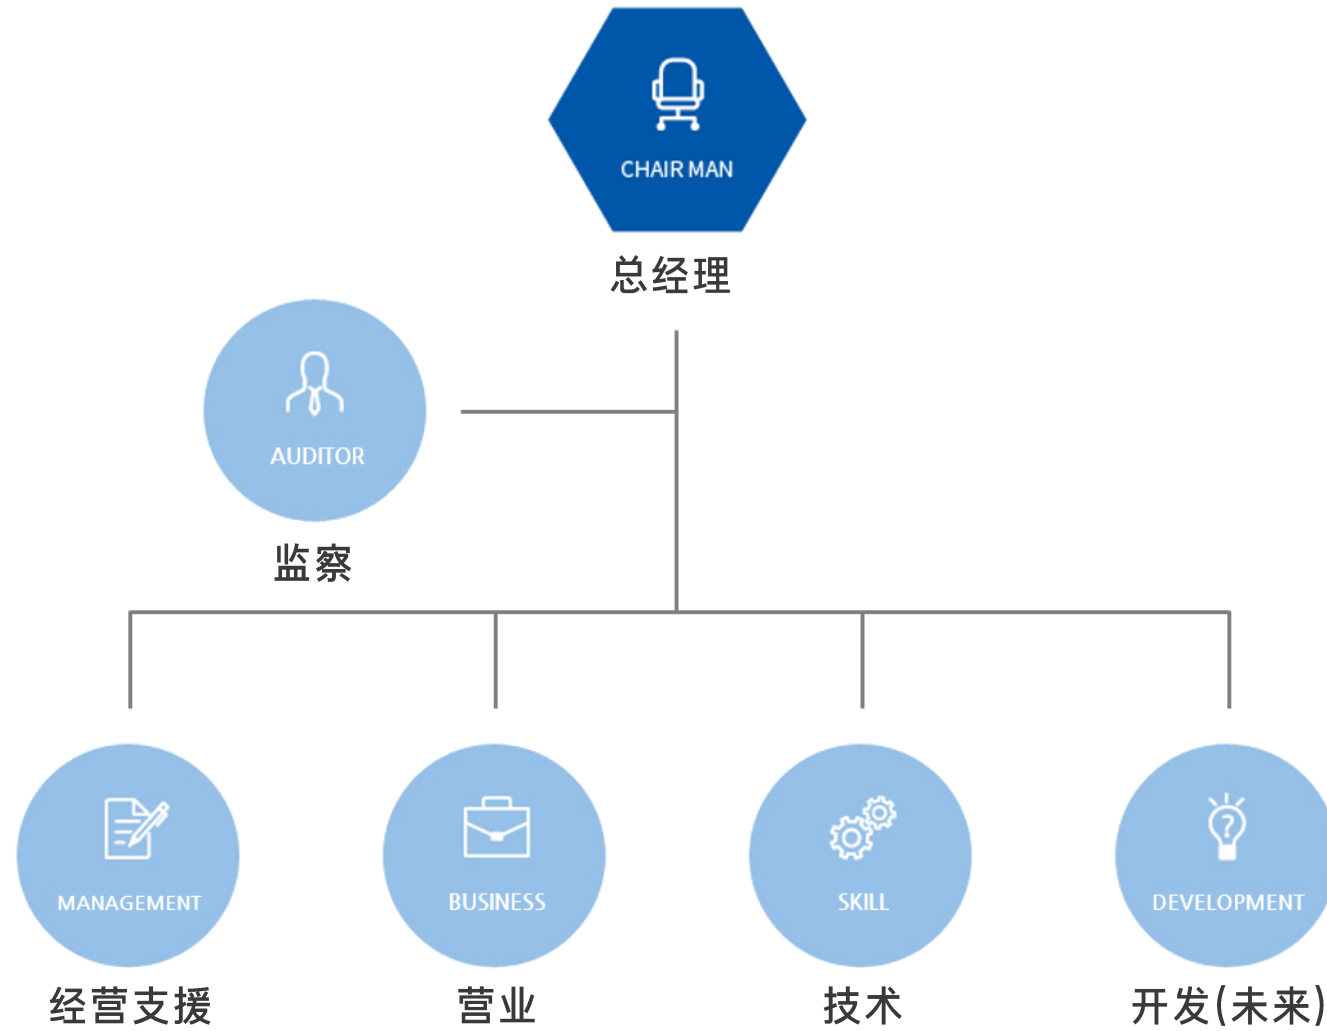 CHAIR MAN
总经理
AUDITOR
监察
MANAGEMENT
经营支援
BUSINESS
营业
SKILL
技术
?
DEVELOPMENT
开发(未来)